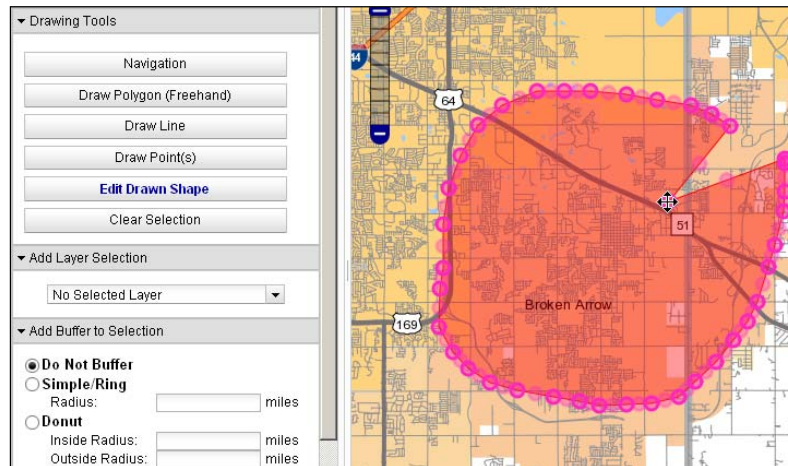 Drawing Tools
Navigation
Draw Polygon (Freehand)
Draw Line
Draw Point(s)
Edit Drawn Shape
Clear Selection
Add Layer Selection
No Selected Layer
Add Buffer to Selection
Do Not Buffer
Simple/Ring
Radius: miles
Donut
Inside Radius: miles
Outside Radius: miles
44
64
51
Broken Arrow
169